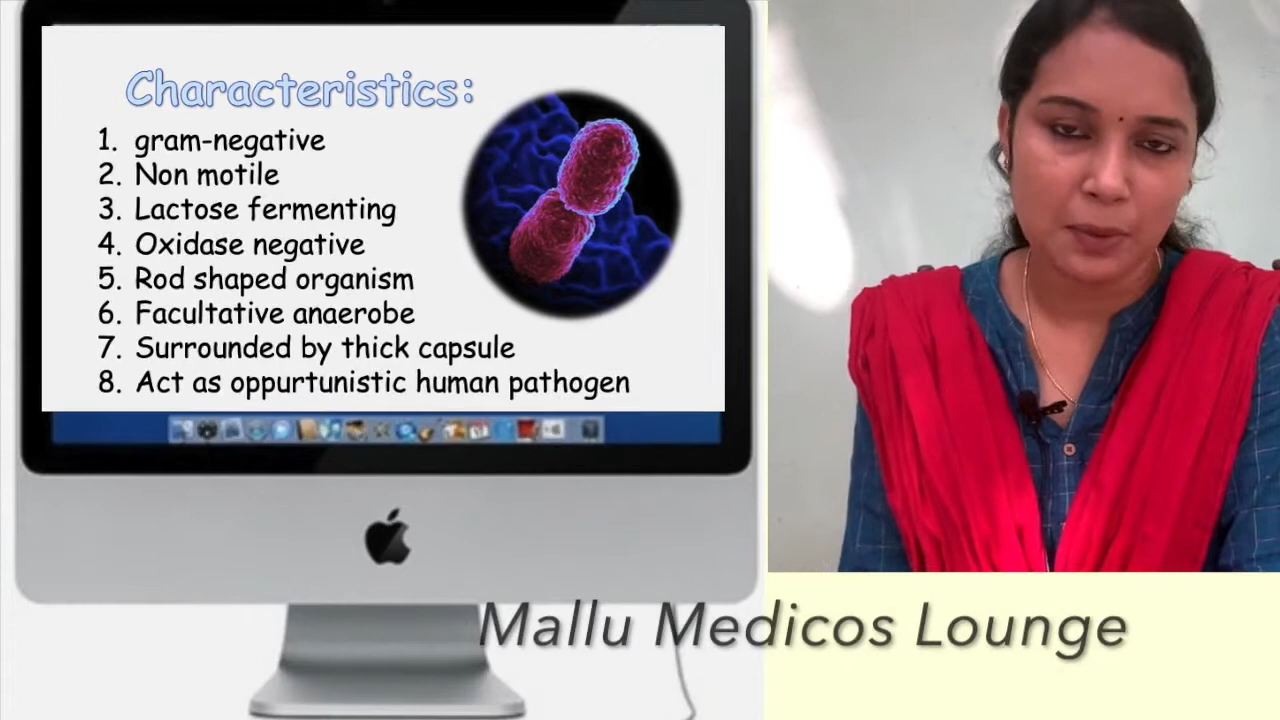 Characteristics:
1. gram-negative
2. Non motile
3. Lactose fermenting
4. Oxidase negative
5. Rod shaped organism
6. Facultative anaerobe
7. Surrounded by thick capsule
8. Act as oppurtunistic human pathogen
Mallu Medicos Lounge